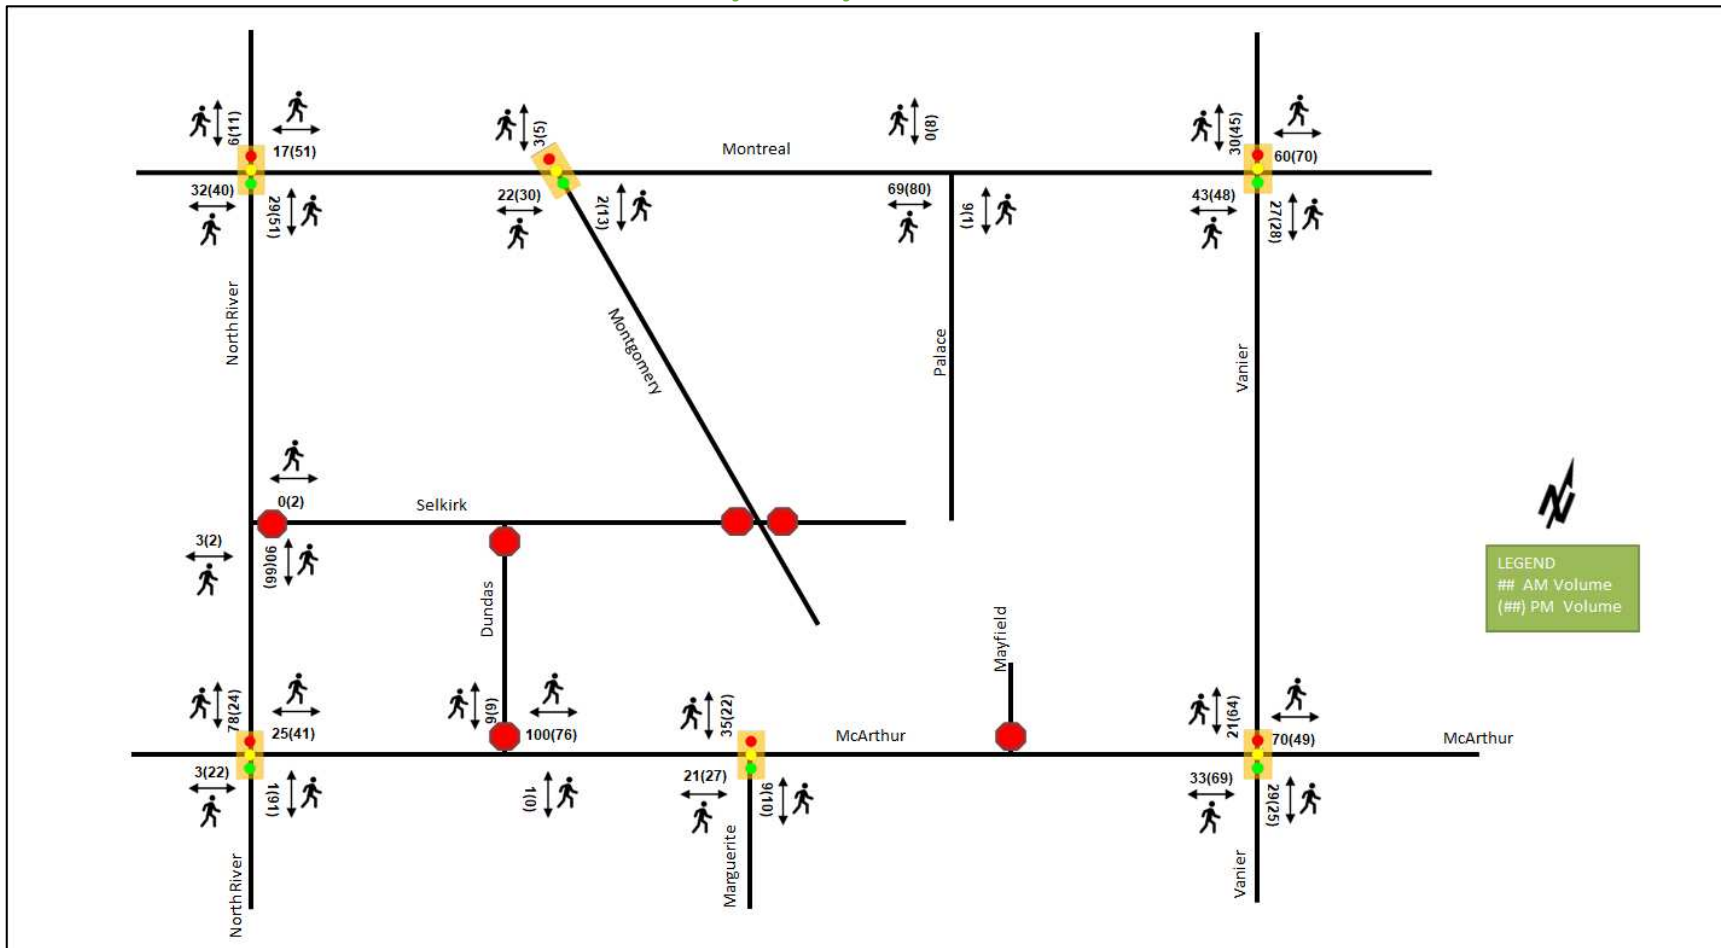 6(11)
17(51)
32(40)
29(51)
3(5)
22(30)
2(13)
Montreal
0(8)
69(80)
9(1)
30(45)
60(70)
43(48)
27(28)
North River
Montgomery
Palace
Vanier
0(2)
Selkirk
3(2)
90(66)
Dundas
Mayfield
LEGEND
## AM Volume
(##) PM Volume
78(24)
25(41)
3(22)
1(91)
9(9)
100(76)
1(0)
35(22)
21(27)
9(10)
McArthur
21(64)
70(49)
33(69)
29(25)
McArthur
North River
Marguerite
Vanier